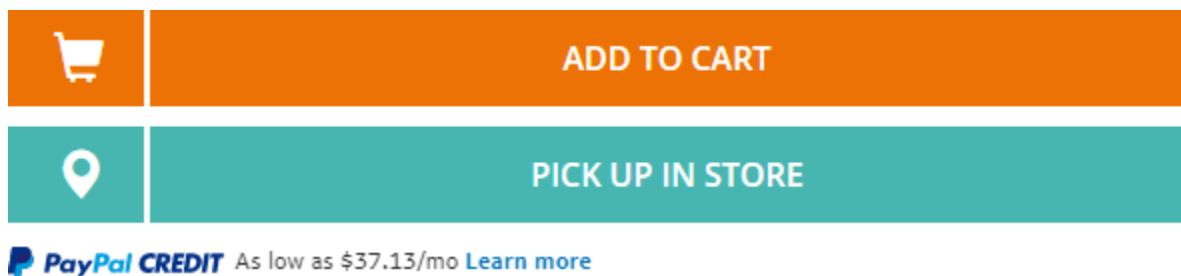 ADD TO CART
PICK UP IN STORE
PayPal CREDIT As low as $37.13/mo Learn more